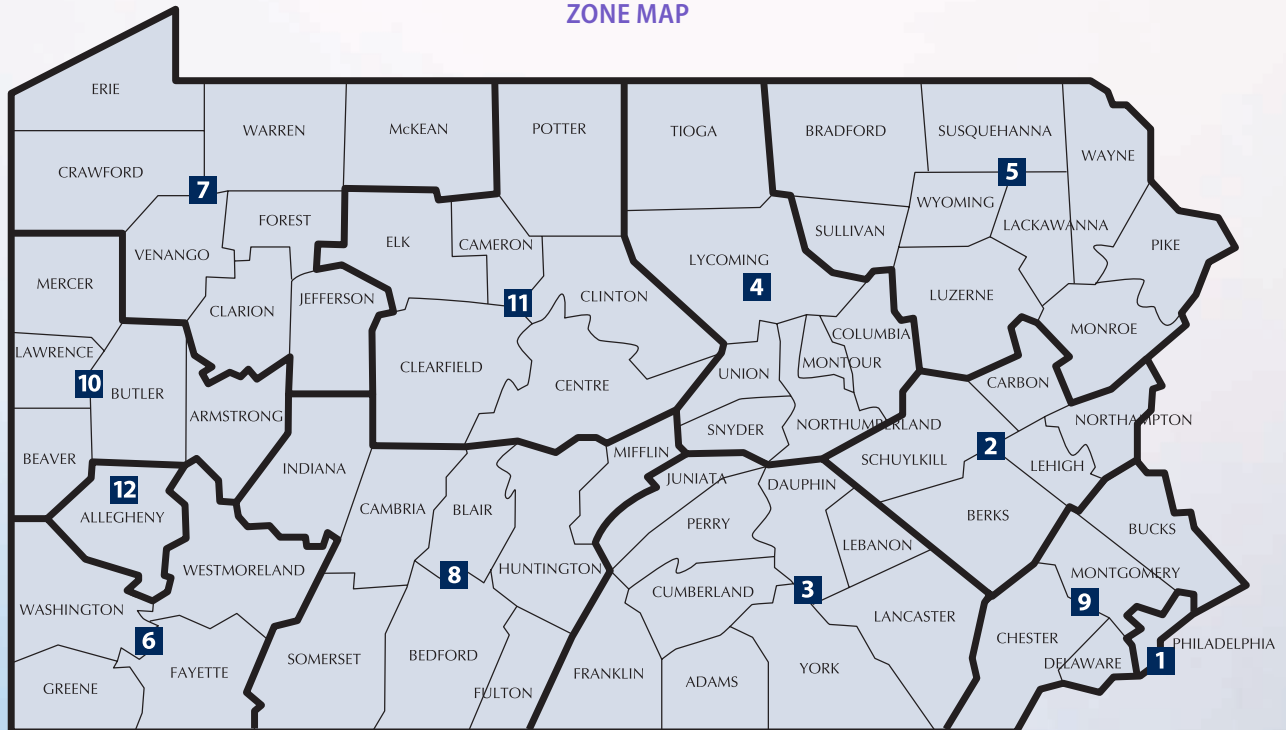 ZONE MAP
ERIE
WARREN
McKEAN
POTTER
TIOGA
BRADFORD
SUSQUEHANNA
WAYNE
CRAWFORD
7
5
FOREST
WYOMING
LACKAWANNA
VENANGO
ELK
CAMERON
SULLIVAN
PIKE
MERCER
LYCOMING
4
CLARION
JEFFERSON
11
CLINTON
LUZERNE
MONROE
LAWRENCE
10
BUTLER
CLEARFIELD
CENTRE
UNION
COLUMBIA
MONTOUR
CARBON
ARMSTRONG
SNYDER
NORTHUMBERLAND
NORTHAMPTON
BEAVER
INDIANA
MIFFLIN
SCHUYLKILL
2
LEHIGH
12
ALLEGHENY
CAMBRIA
BLAIR
JUNIATA
DAUPHIN
PERRY
BERKS
BUCKS
LEBANON
WESTMORELAND
8
HUNTINGTON
CUMBERLAND
3
MONTGOMERY
9
WASHINGTON
6
LANCASTER
CHESTER
PHILADELPHIA
1
DELAWARE
GREENE
FAYETTE
SOMERSET
BEDFORD
FULTON
FRANKLIN
ADAMS
YORK